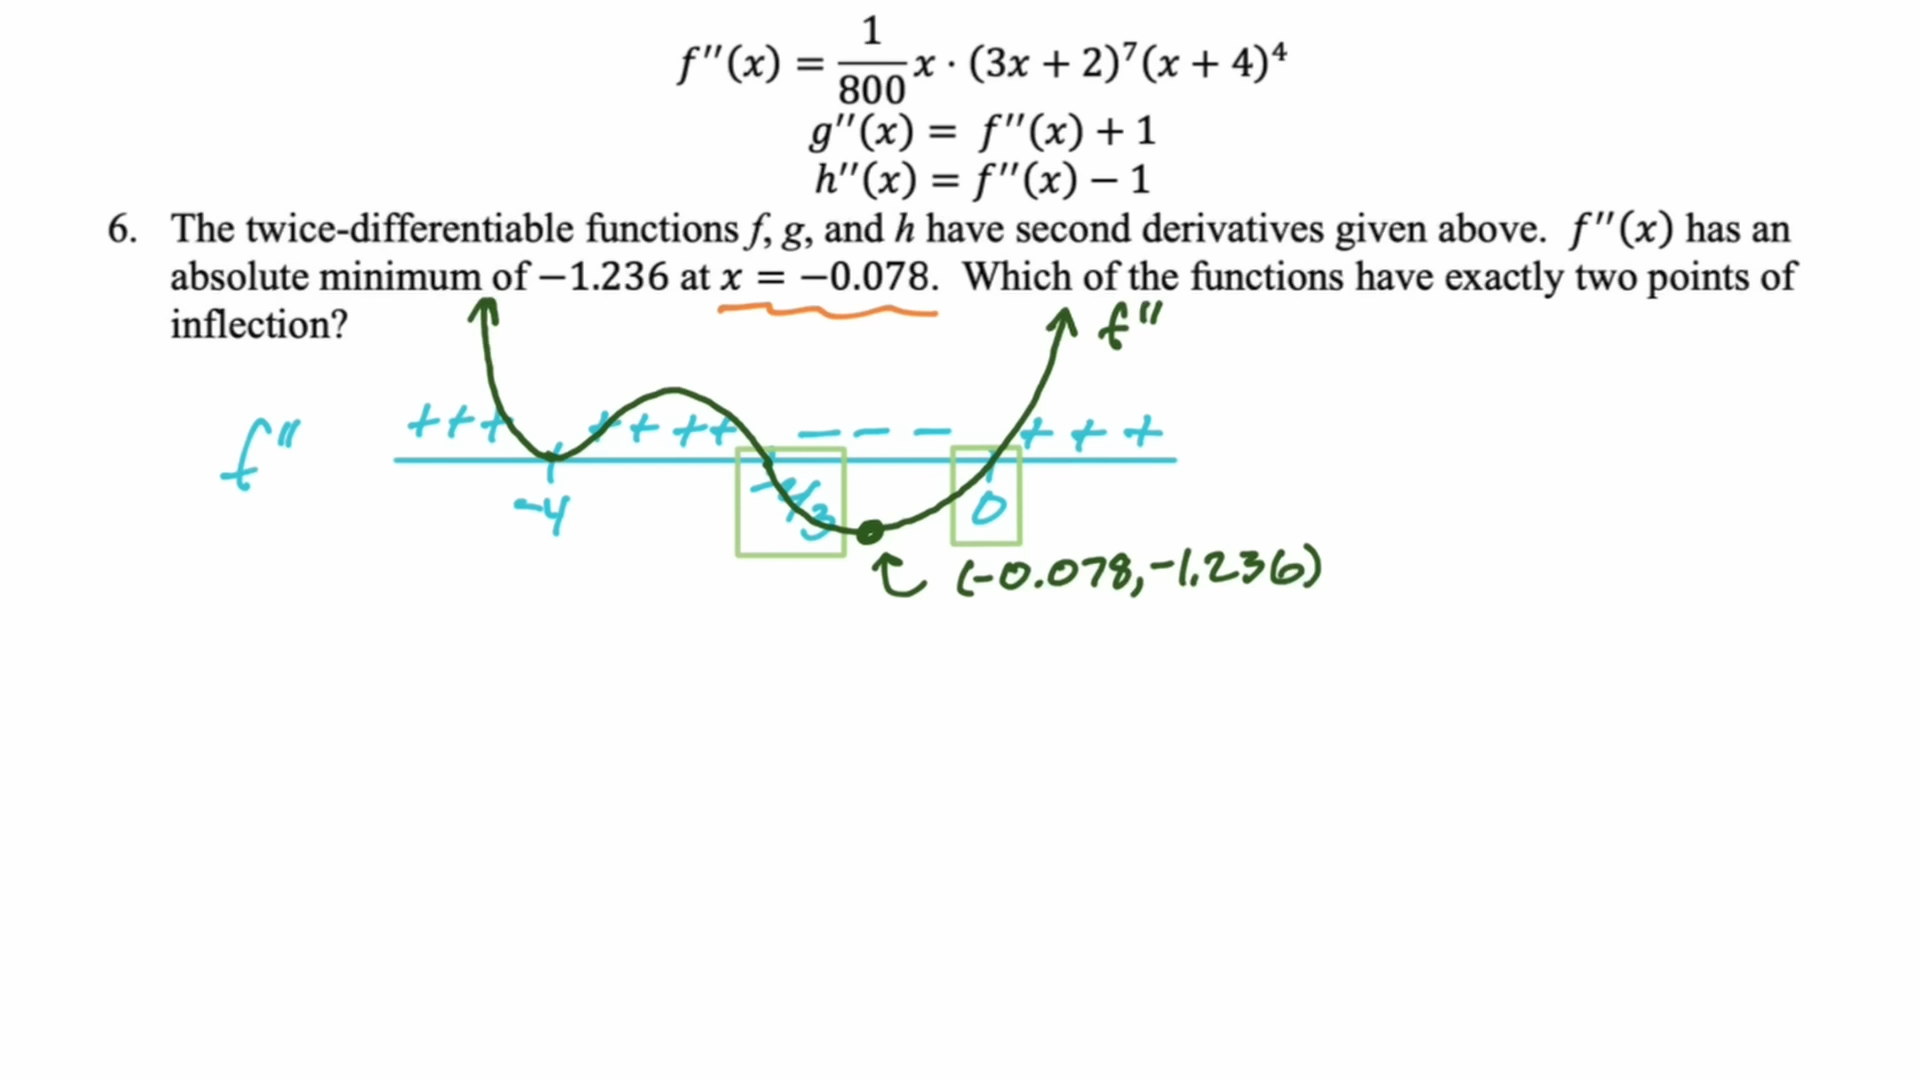 f''(x) = 1/800 x · (3x + 2)⁷(x + 4)⁴
g''(x) = f''(x) + 1
h''(x) = f''(x) − 1
6. The twice-differentiable functions f, g, and h have second derivatives given above. f''(x) has an
absolute minimum of −1.236 at x = −0.078. Which of the functions have exactly two points of
inflection?
f''
+ + + + + + + − − − + + +
f''
-4 -2/3 0
(-0.078, -1.236)